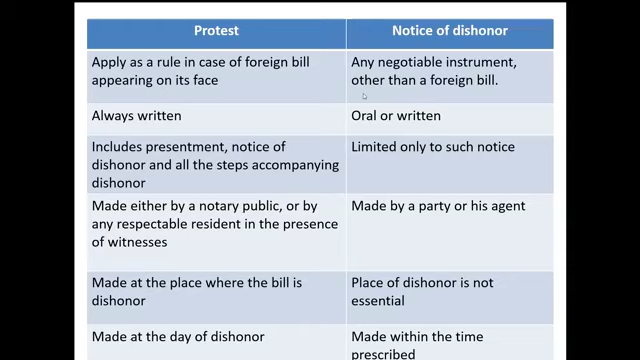 Protest
Notice of dishonor
Apply as a rule in case of foreign bill
appearing on its face
Any negotiable instrument,
other than a foreign bill.
Always written
Oral or written
Includes presentment, notice of
dishonor and all the steps accompanying
dishonor
Limited only to such notice
Made either by a notary public, or by
any respectable resident in the presence
of witnesses
Made by a party or his agent
Made at the place where the bill is
dishonor
Place of dishonor is not
essential
Made at the day of dishonor
Made within the time
prescribed